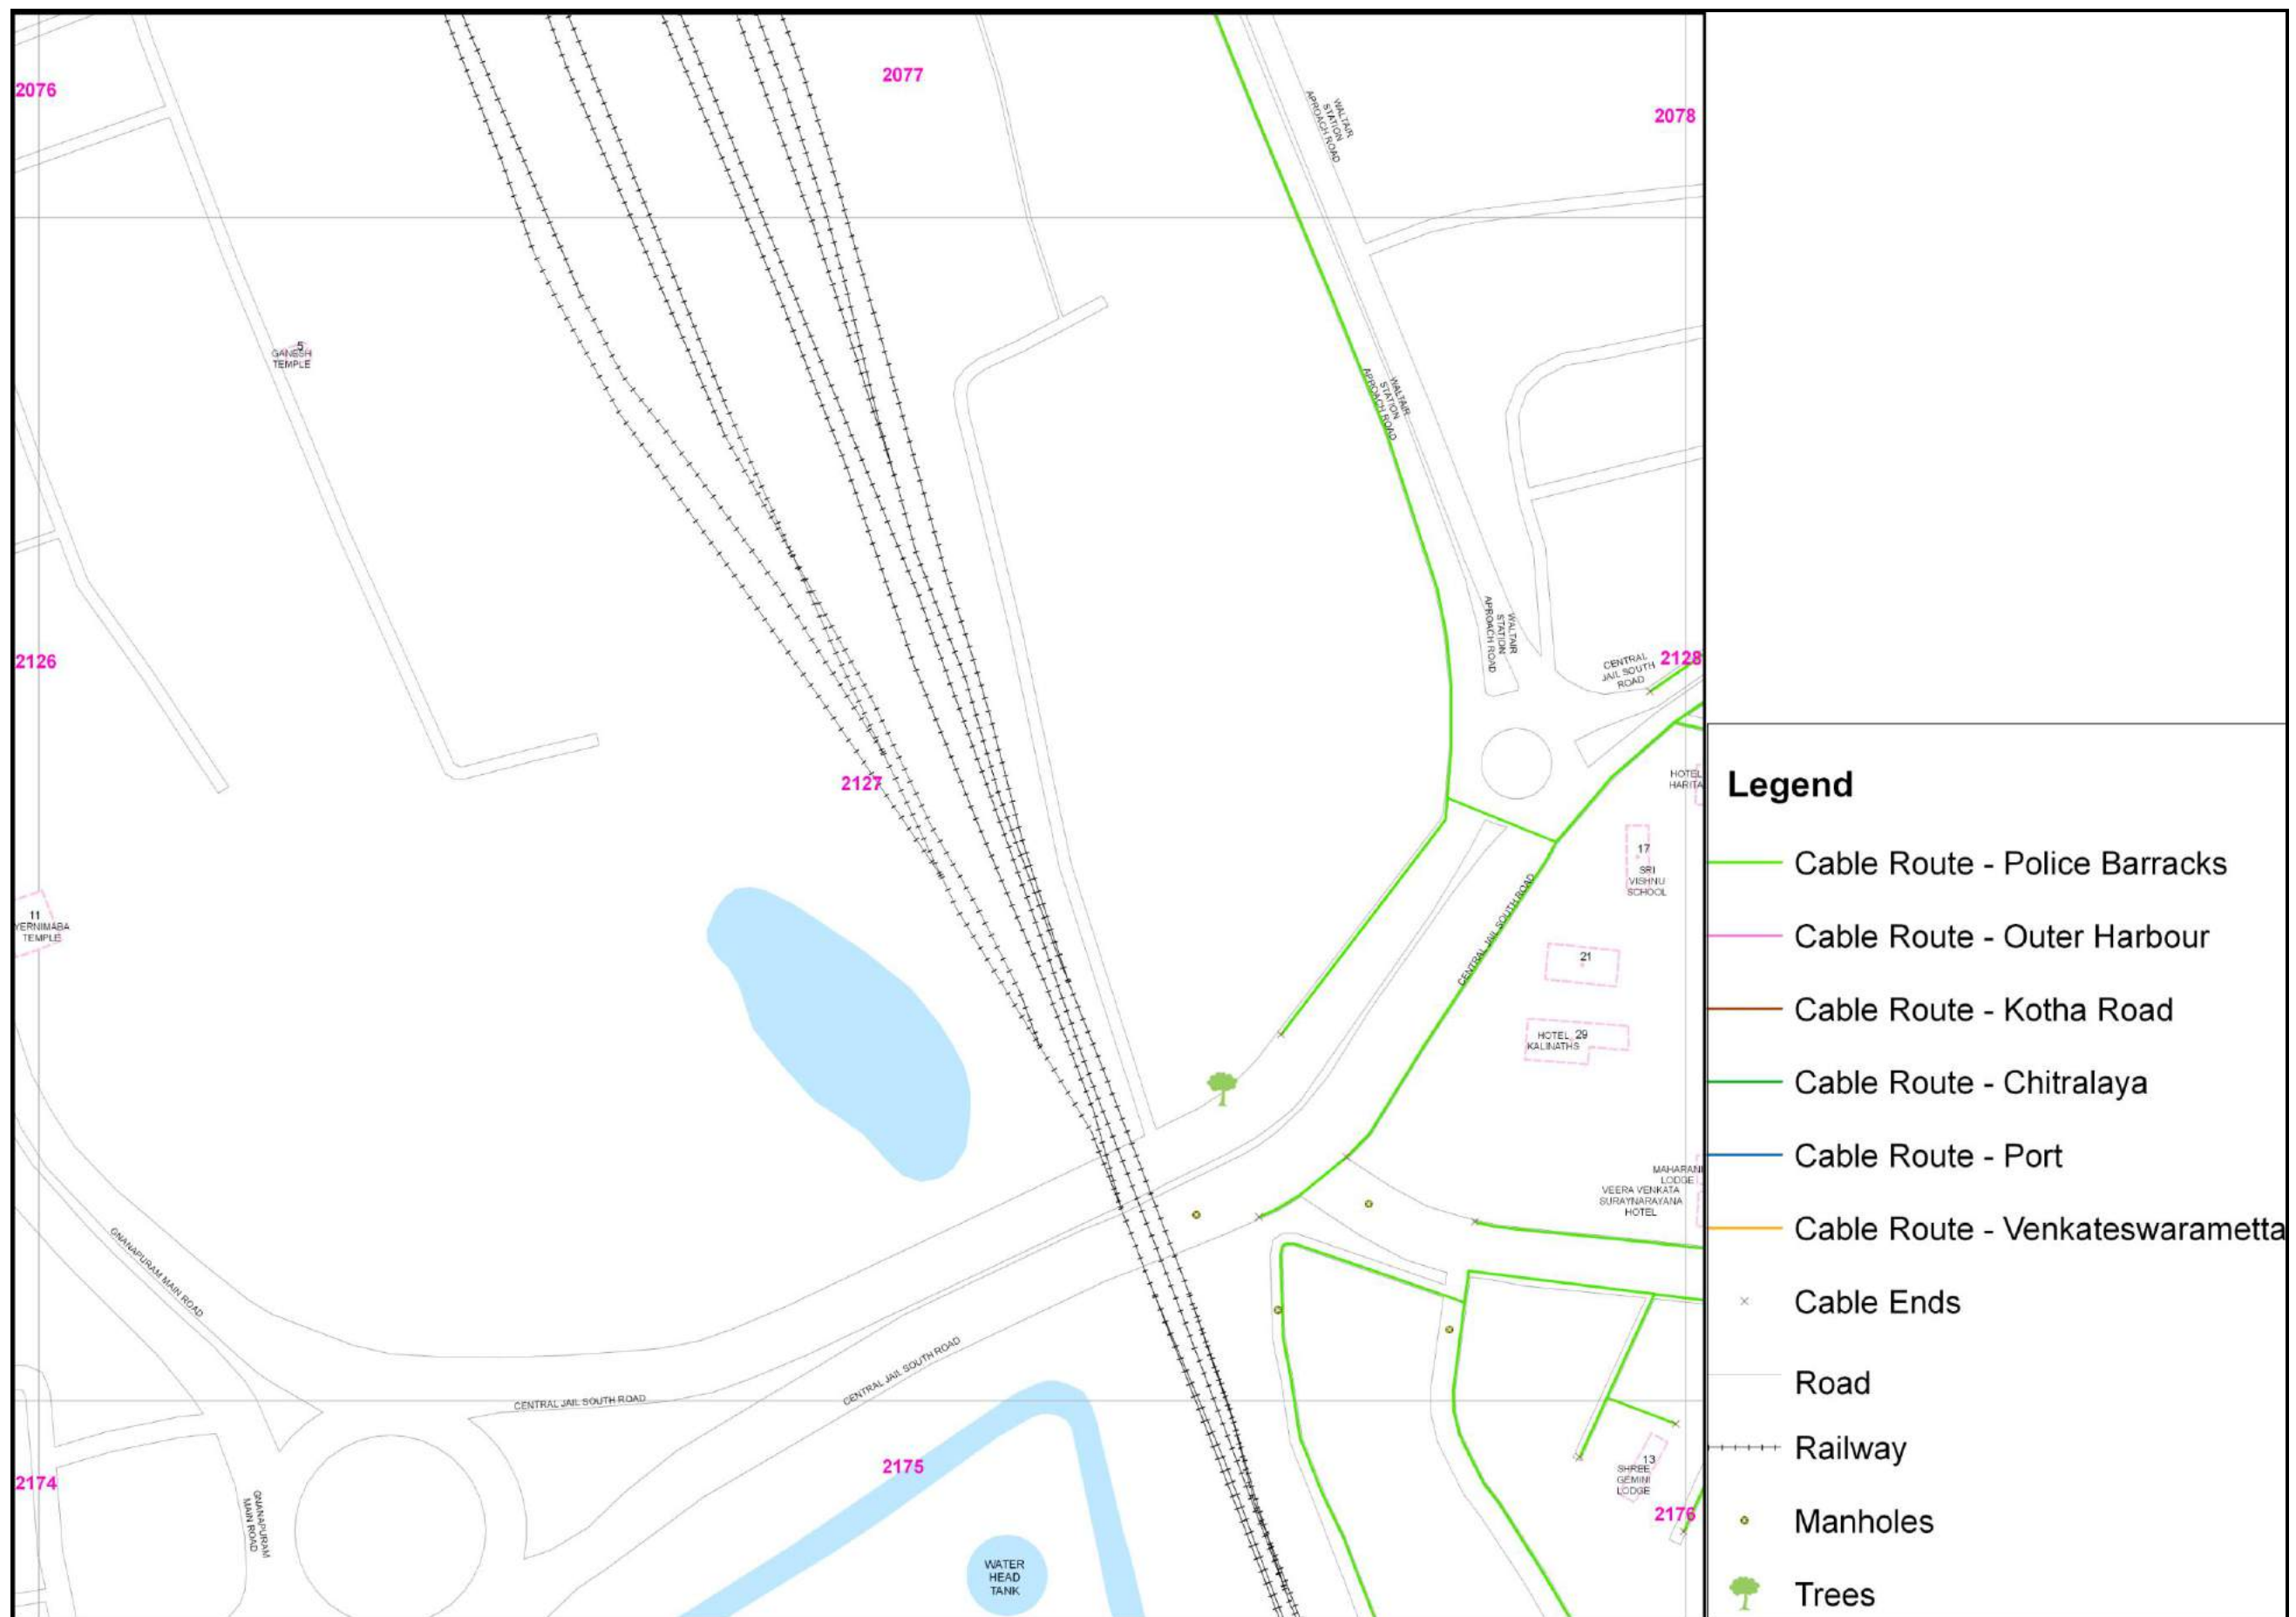 2076
2077
2078
WALTAIR
STATION
APROACH ROAD
5
GANESH
TEMPLE
WALTAIR
STATION
APROACH ROAD
WALTAIR
STATION
APROACH ROAD
2126
CENTRAL
JAIL SOUTH
ROAD
2128
2127
HOTEL
HARITA
17
SRI
VISHNU
SCHOOL
11
YERNIMABA
TEMPLE
CENTRAL JAIL SOUTH ROAD
21
HOTEL 29
KALINATHS
MAHARANI
LODGE
VEERA VENKATA
SURAYNARAYANA
HOTEL
GNANAPURAM MAIN ROAD
CENTRAL JAIL SOUTH ROAD
CENTRAL JAIL SOUTH ROAD
2174
2175
13
SHREE
GEMINI
LODGE
2176
GNANAPURAM
MAIN ROAD
WATER
HEAD
TANK
Legend
Cable Route - Police Barracks
Cable Route - Outer Harbour
Cable Route - Kotha Road
Cable Route - Chitralaya
Cable Route - Port
Cable Route - Venkateswarametta
Cable Ends
Road
Railway
Manholes
Trees